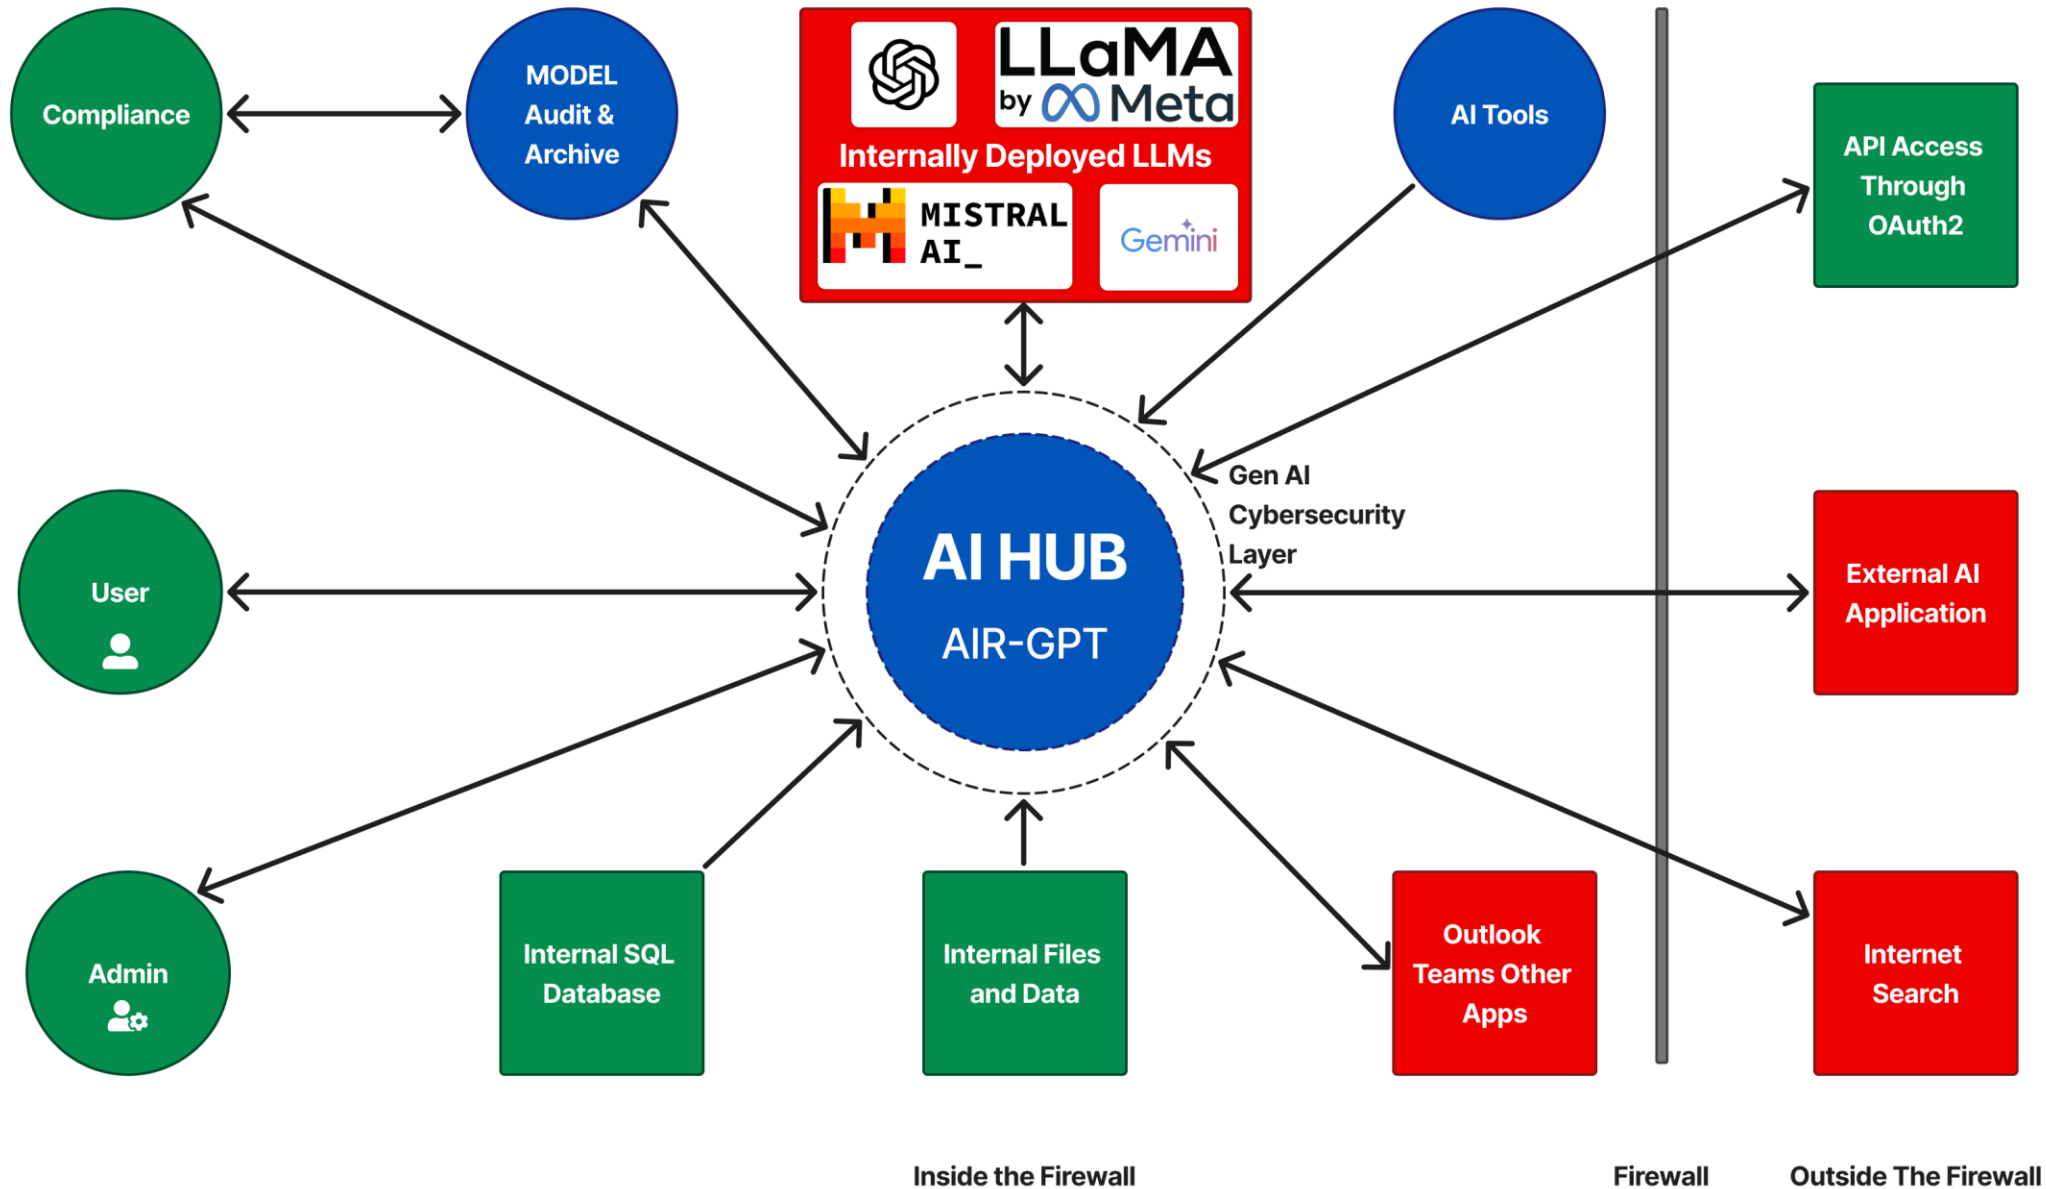 Compliance
MODEL
Audit &
Archive
LLaMA
by Meta
Internally Deployed LLMs
MISTRAL
AI_
Gemini
AI Tools
API Access
Through
OAuth2
Gen AI
Cybersecurity
Layer
AI HUB
AIR-GPT
User
External AI
Application
Admin
Internal SQL
Database
Internal Files
and Data
Outlook
Teams Other
Apps
Internet
Search
Inside the Firewall
Firewall
Outside The Firewall